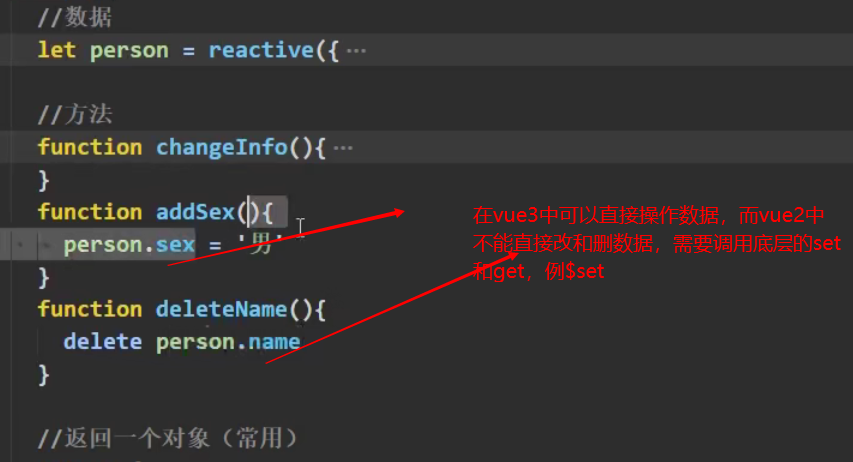 //数据
let person = reactive({ ···
//方法
function changeInfo(){ ···
}
function addSex(){
person.sex = '男'
}
function deleteName(){
delete person.name
}
//返回一个对象（常用）
在vue3中可以直接操作数据，而vue2中
不能直接改和删数据，需要调用底层的set
和get，例$set